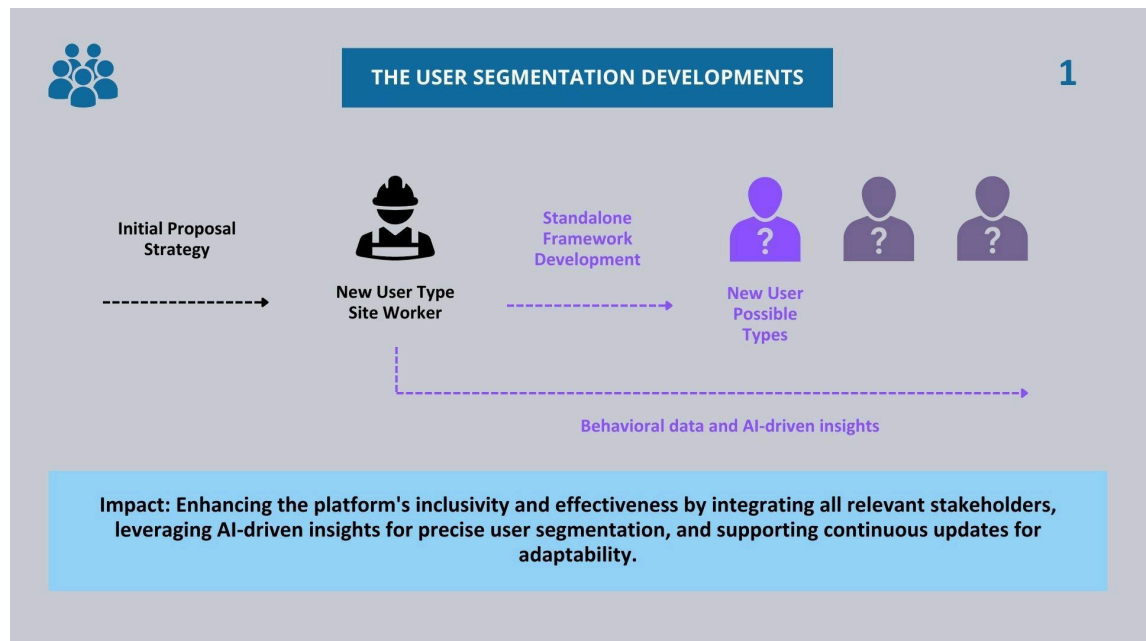 THE USER SEGMENTATION DEVELOPMENTS
1
Initial Proposal
Strategy
New User Type
Site Worker
Standalone
Framework
Development
?
?
?
New User
Possible
Types
Behavioral data and AI-driven insights
Impact: Enhancing the platform's inclusivity and effectiveness by integrating all relevant stakeholders,
leveraging AI-driven insights for precise user segmentation, and supporting continuous updates for
adaptability.